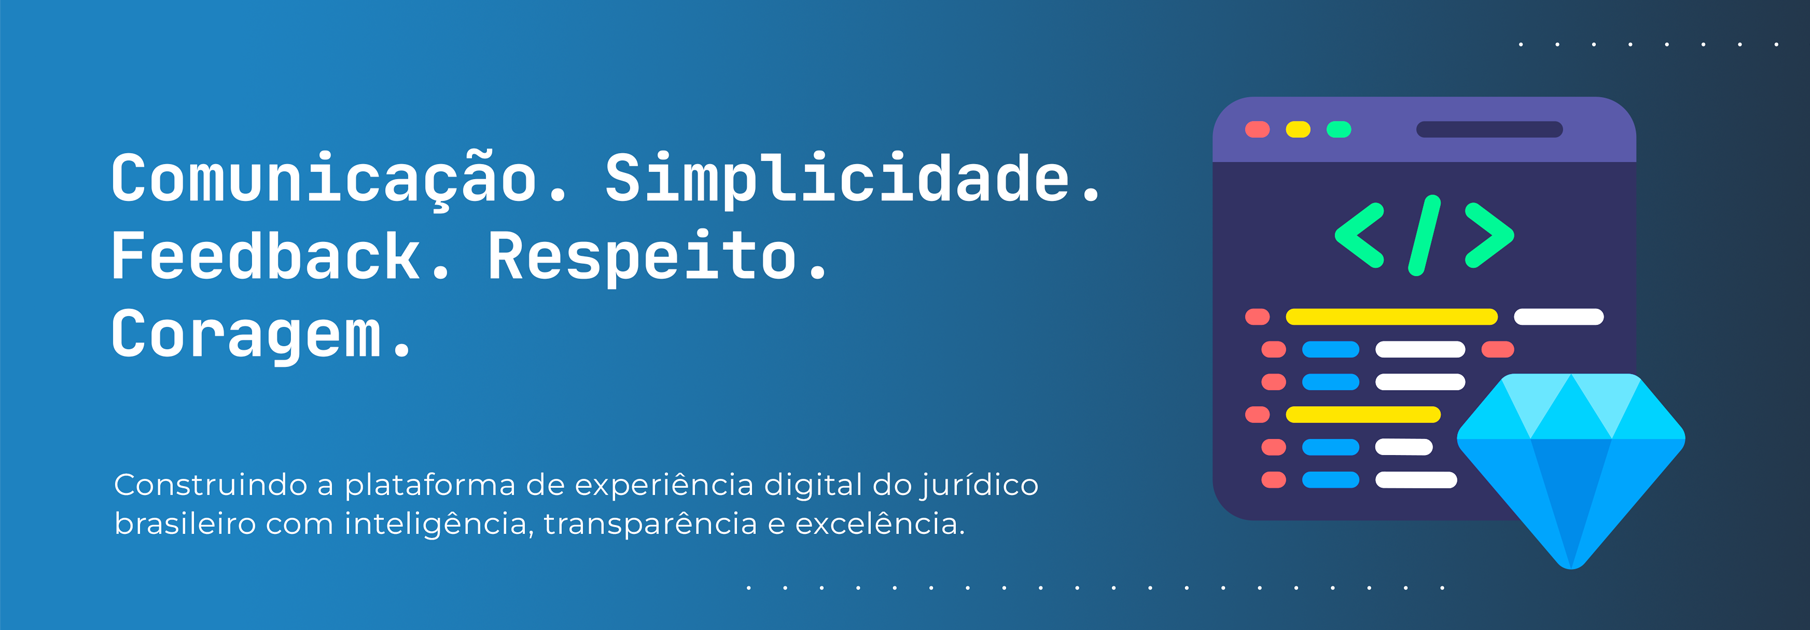 Comunicação. Simplicidade.
Feedback. Respeito.
Coragem.
Construindo a plataforma de experiência digital do jurídico
brasileiro com inteligência, transparência e excelência.